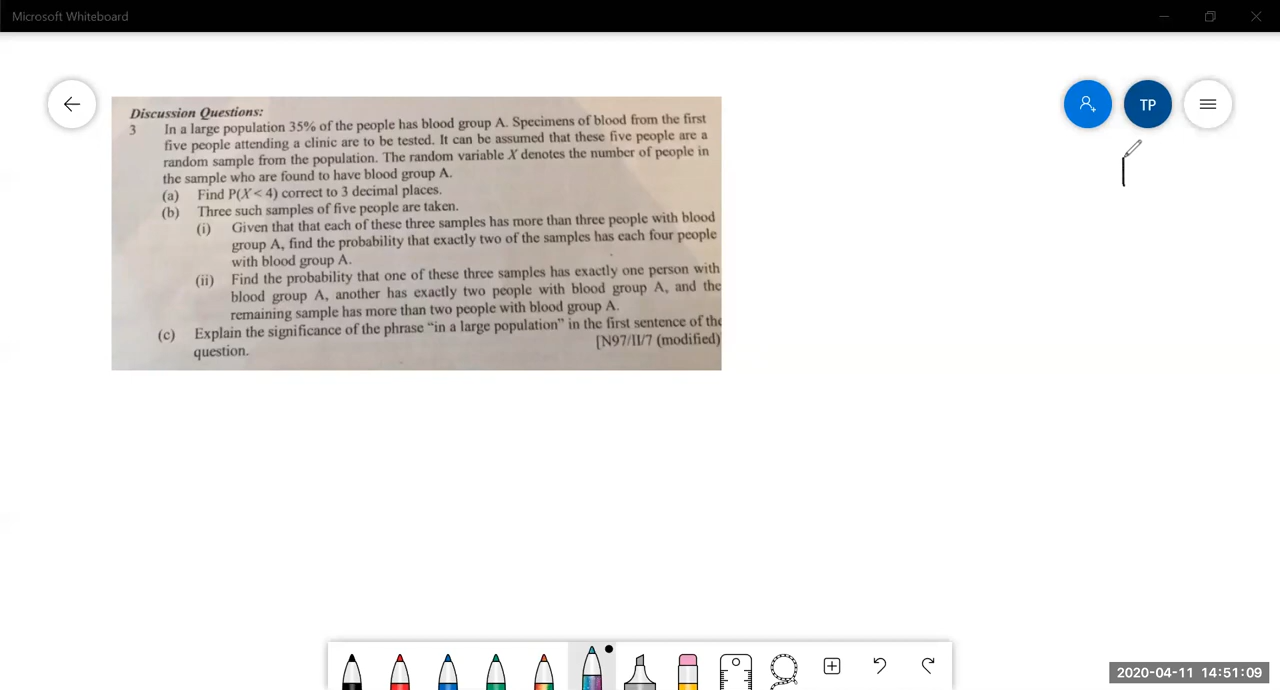 Microsoft Whiteboard
TP
Discussion Questions:
3 In a large population 35% of the people has blood group A. Specimens of blood from the first
five people attending a clinic are to be tested. It can be assumed that these five people are a
random sample from the population. The random variable X denotes the number of people in
the sample who are found to have blood group A.
(a) Find P(X < 4) correct to 3 decimal places.
(b) Three such samples of five people are taken.
(i) Given that that each of these three samples has more than three people with blood
group A, find the probability that exactly two of the samples has each four people
with blood group A.
(ii) Find the probability that one of these three samples has exactly one person with
blood group A, another has exactly two people with blood group A, and the
remaining sample has more than two people with blood group A.
(c) Explain the significance of the phrase “in a large population” in the first sentence of the
question. [N97/II/7 (modified)
2020-04-11 14:51:09